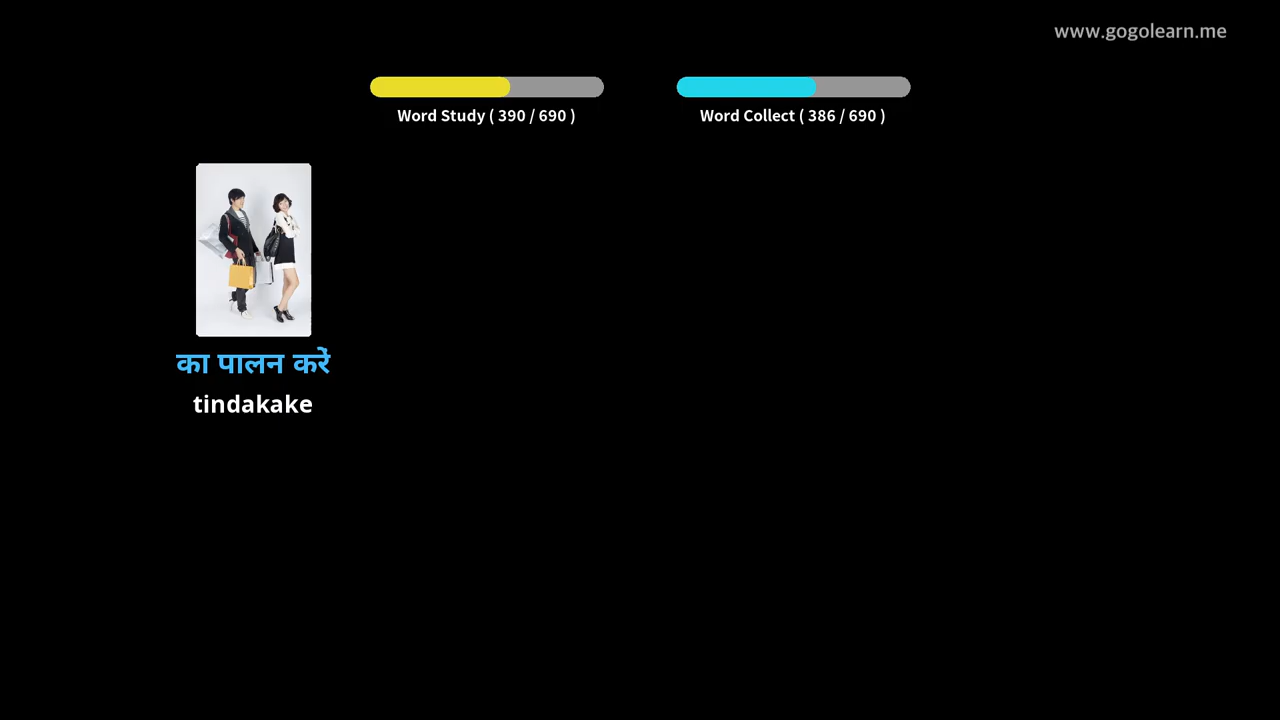 www.gogolearn.me
Word Study ( 390 / 690 )
Word Collect ( 386 / 690 )
का पालन करें
tindakake